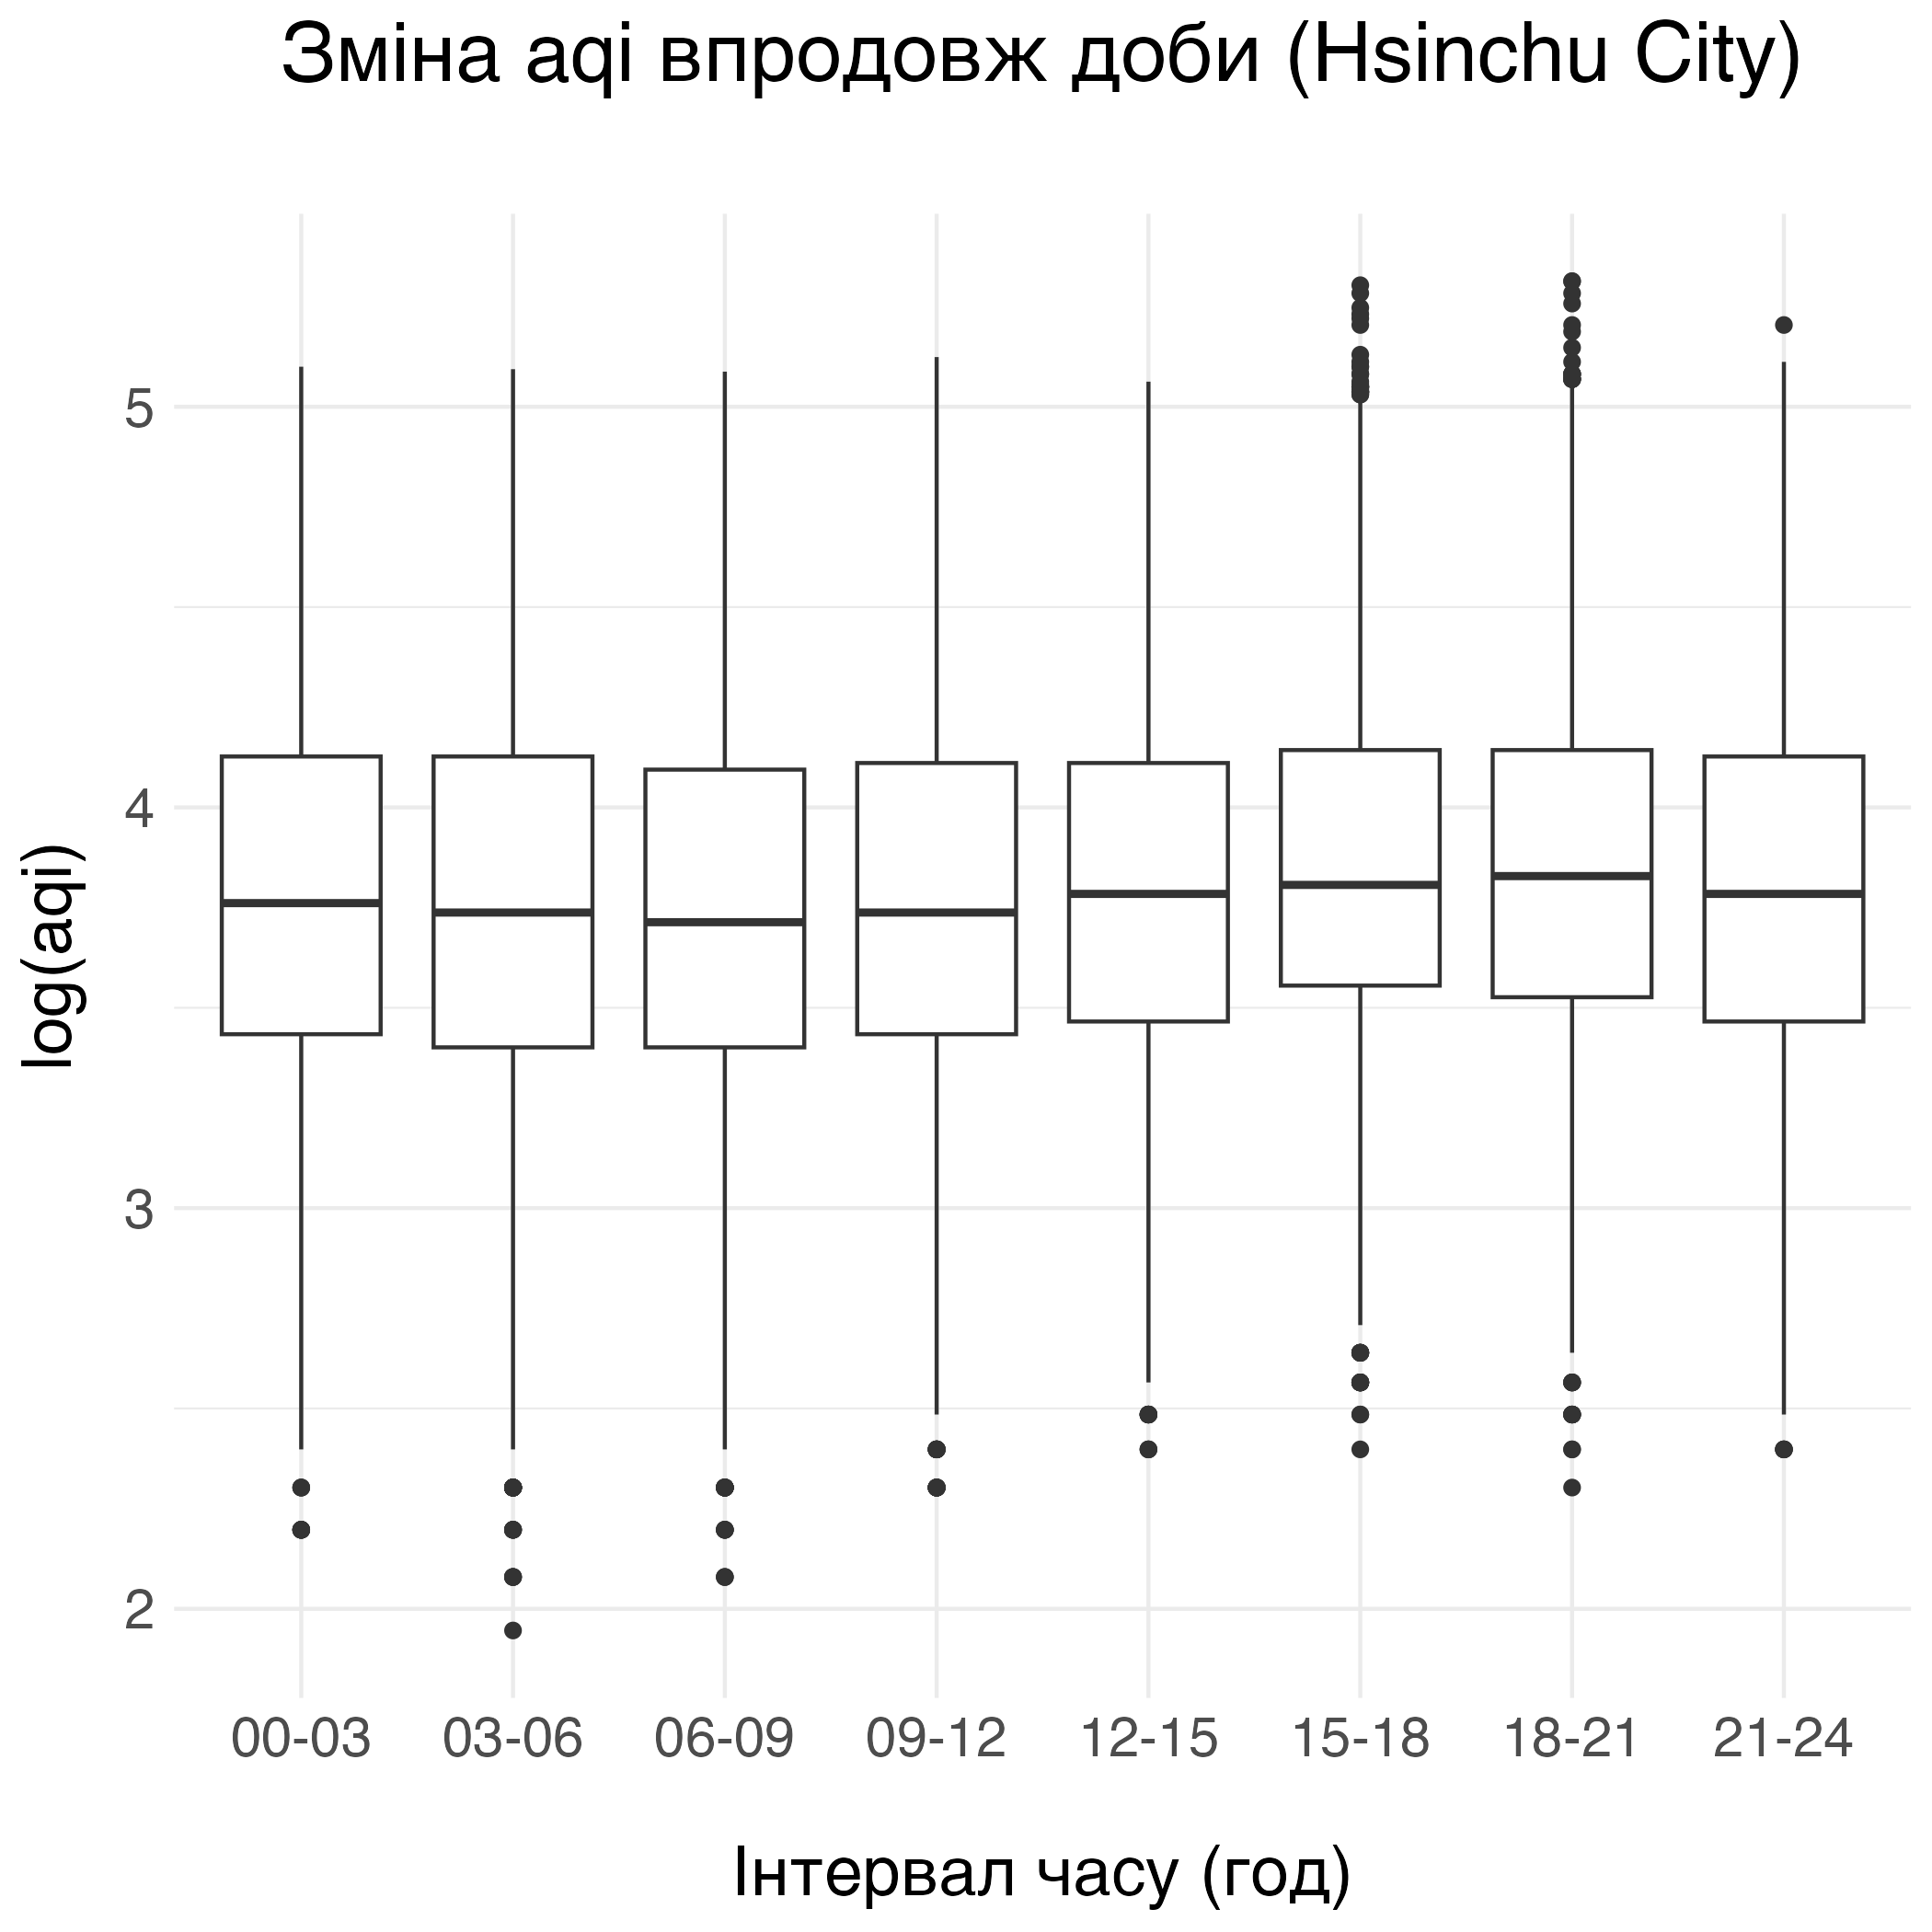 Зміна aqi впродовж доби (Hsinchu City)
log(aqi)
5
4
3
2
00-03 03-06 06-09 09-12 12-15 15-18 18-21 21-24
Інтервал часу (год)